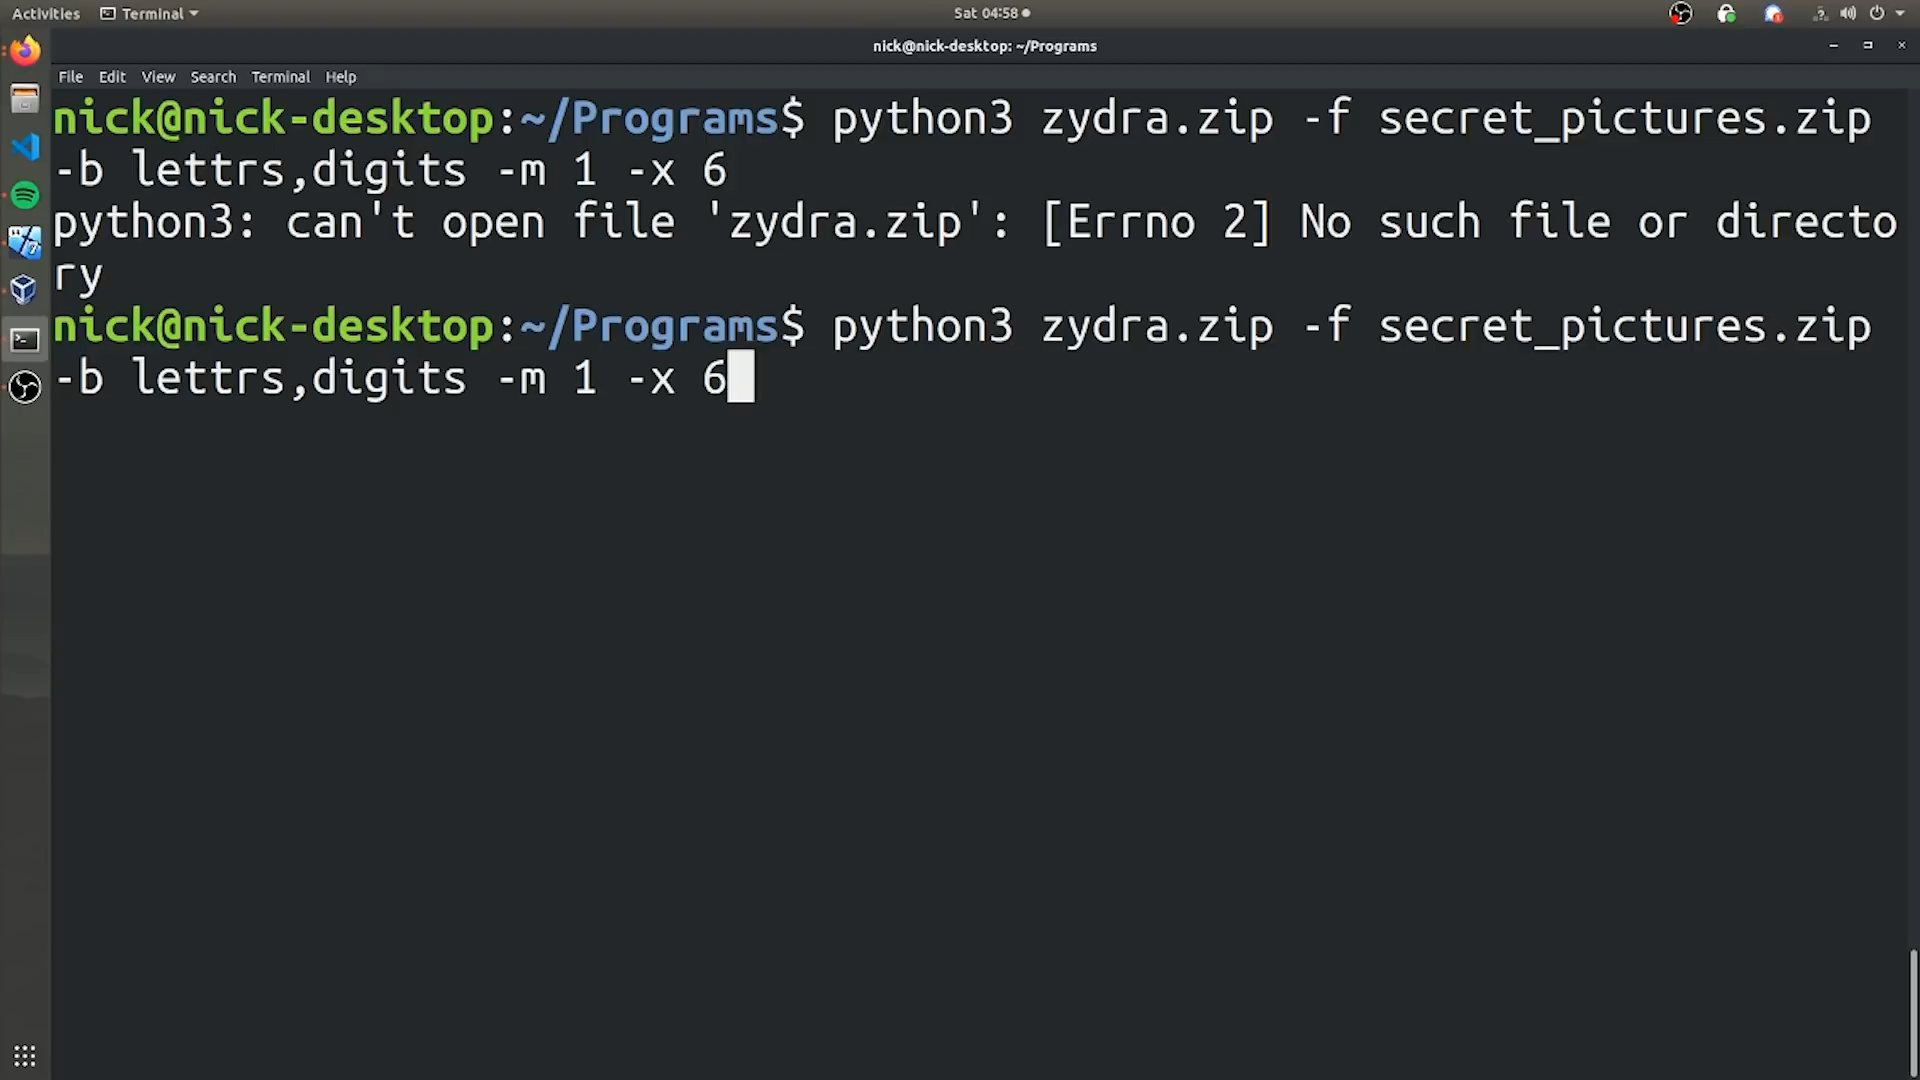 Activities Terminal Sat 04:58
nick@nick-desktop: ~/Programs
File Edit View Search Terminal Help
nick@nick-desktop:~/Programs$ python3 zydra.zip -f secret_pictures.zip
-b lettrs,digits -m 1 -x 6
python3: can't open file 'zydra.zip': [Errno 2] No such file or directo
ry
nick@nick-desktop:~/Programs$ python3 zydra.zip -f secret_pictures.zip
-b lettrs,digits -m 1 -x 6